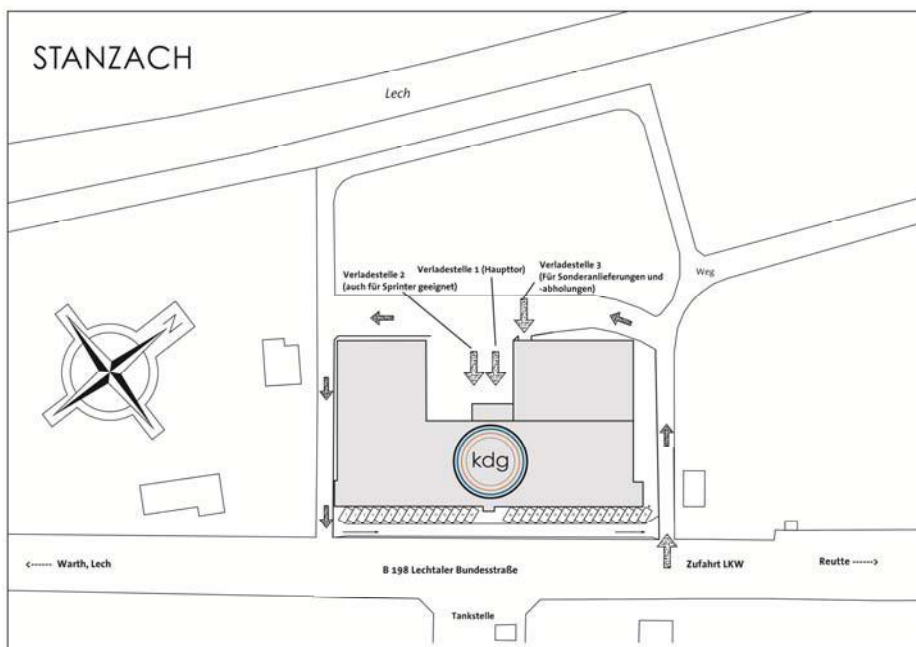 STANZACH
Lech
Weg
Verladestelle 2
(auch für Sprinter geeignet)
Verladestelle 1 (Haupttor)
Verladestelle 3
(Für Sonderanlieferungen und
-abholungen)
N
kdg
<------ Warth, Lech
B 198 Lechtaler Bundesstraße
Zufahrt LKW
Reutte ------>
Tankstelle